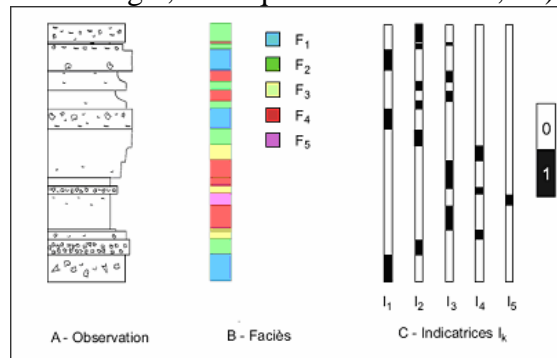 F1
F2
F3
F4
F5
0
1
I1 I2 I3 I4 I5
A - Observation B - Faciès C - Indicatrices Ik